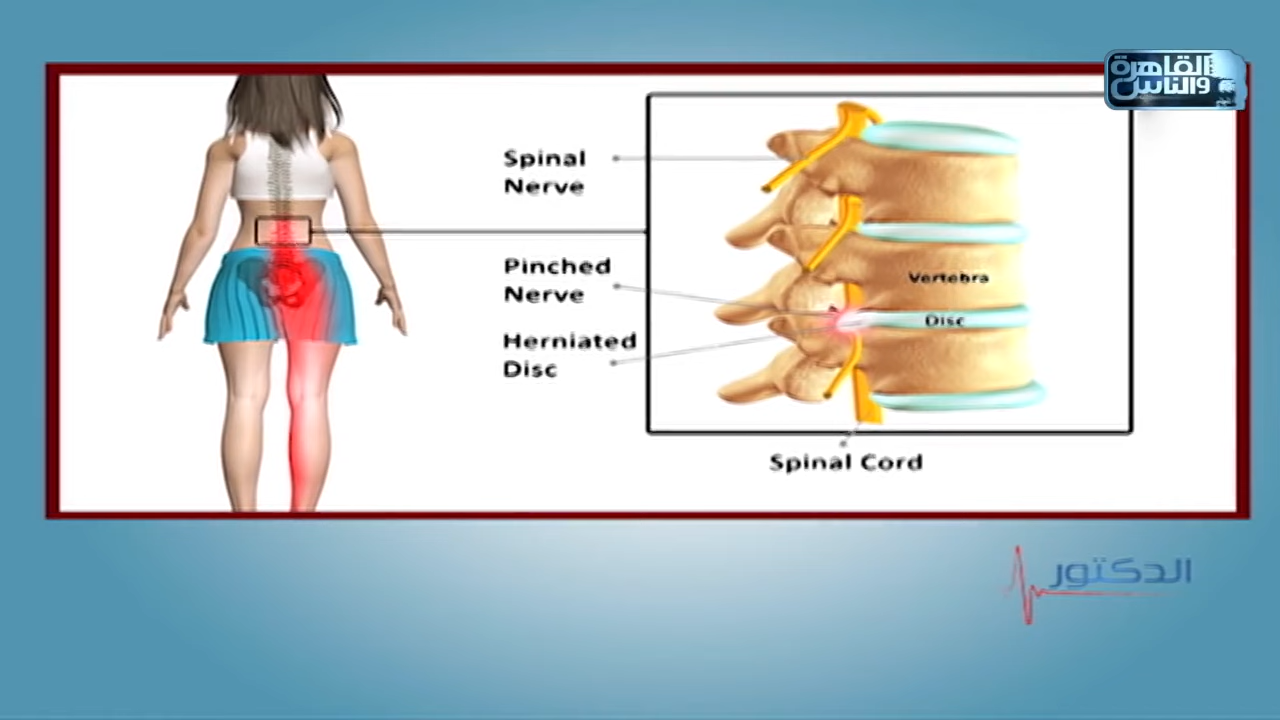 القاهرة
والناس
Spinal
Nerve
Pinched
Nerve
Herniated
Disc
Vertebra
Disc
Spinal Cord
الدكتور